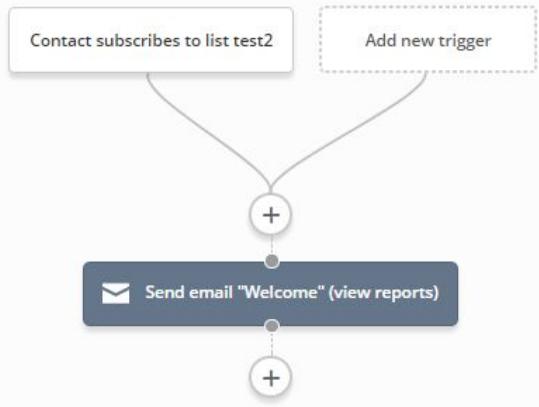 Contact subscribes to list test2
Add new trigger
Send email "Welcome" (view reports)